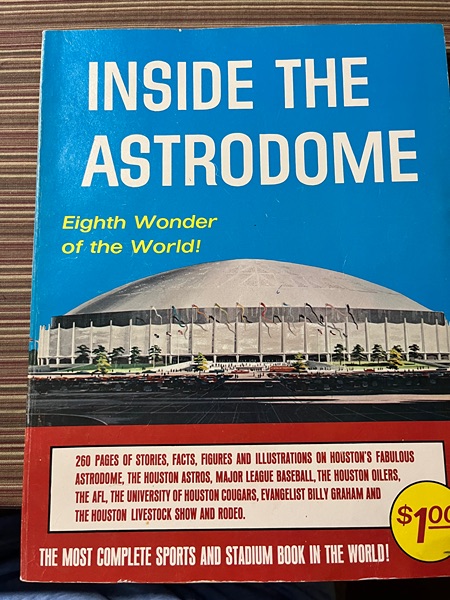 INSIDE THE
ASTRODOME
Eighth Wonder
of the World!
260 PAGES OF STORIES, FACTS, FIGURES AND ILLUSTRATIONS ON HOUSTON'S FABULOUS
ASTRODOME, THE HOUSTON ASTROS, MAJOR LEAGUE BASEBALL, THE HOUSTON OILERS,
THE AFL, THE UNIVERSITY OF HOUSTON COUGARS, EVANGELIST BILLY GRAHAM AND
THE HOUSTON LIVESTOCK SHOW AND RODEO.
$1.00
THE MOST COMPLETE SPORTS AND STADIUM BOOK IN THE WORLD!